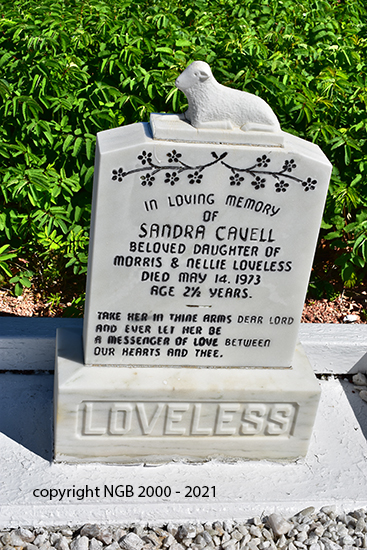 IN LOVING MEMORY
OF
SANDRA CAVELL
BELOVED DAUGHTER OF
MORRIS & NELLIE LOVELESS
DIED MAY 14, 1973
AGE 2½ YEARS.
TAKE HER IN THINE ARMS DEAR LORD
AND EVER LET HER BE
A MESSENGER OF LOVE BETWEEN
OUR HEARTS AND THEE.
LOVELESS
copyright NGB 2000 - 2021